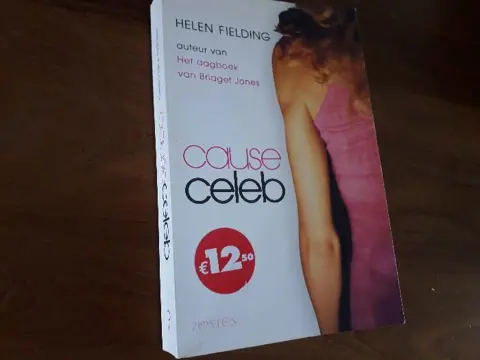 HELEN FIELDING
auteur van
Het dagboek
van Bridget Jones
cause
celeb
€12,50